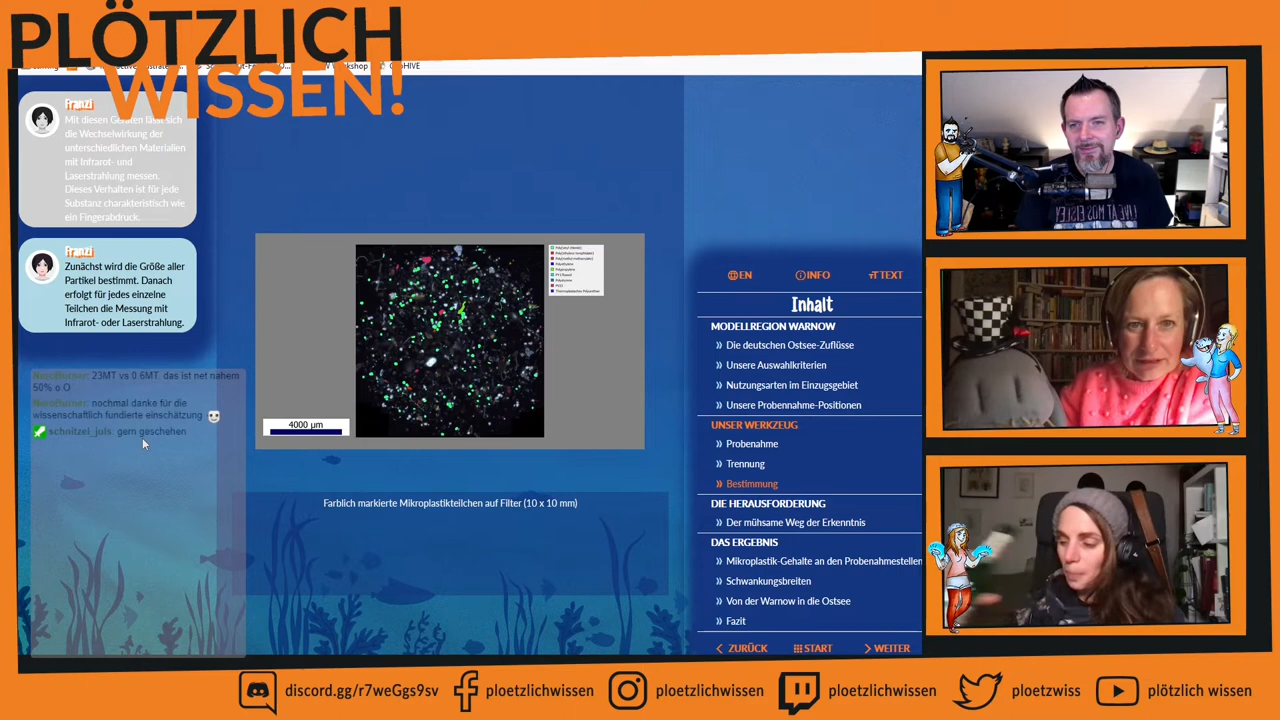 PLÖTZLICH
WISSEN!
Franzi
Mit diesen Geräten lässt sich
die Wechselwirkung der
unterschiedlichen Materialien
mit Infrarot- und
Laserstrahlung messen.
Dieses Verhalten ist für jede
Substanz charakteristisch wie
ein Fingerabdruck.
Franzi
Zunächst wird die Größe aller
Partikel bestimmt. Danach
erfolgt für jedes einzelne
Teilchen die Messung mit
Infrarot- oder Laserstrahlung.
23MT vs 0.6MT das ist net nahem
50% o O
nochmal danke für die
wissenschaftlich fundierte einschätzung
schnitzel_juls: gern geschehen
4000 µm
Farblich markierte Mikroplastikteilchen auf Filter (10 x 10 mm)
EN INFO TEXT
Inhalt
MODELLREGION WARNOW
Die deutschen Ostsee-Zuflüsse
Unsere Auswahlkriterien
Nutzungsarten im Einzugsgebiet
Unsere Probennahme-Positionen
UNSER WERKZEUG
Probenahme
Trennung
Bestimmung
DIE HERAUSFORDERUNG
Der mühsame Weg der Erkenntnis
DAS ERGEBNIS
Mikroplastik-Gehalte an den Probenahmestellen
Schwankungsbreiten
Von der Warnow in die Ostsee
Fazit
ZURÜCK START WEITER
LIVE AT MOS EISLEY
discord.gg/r7weGgs9sv ploetzlichwissen ploetzlichwissen ploetzlichwissen ploetzwiss plötzlich wissen